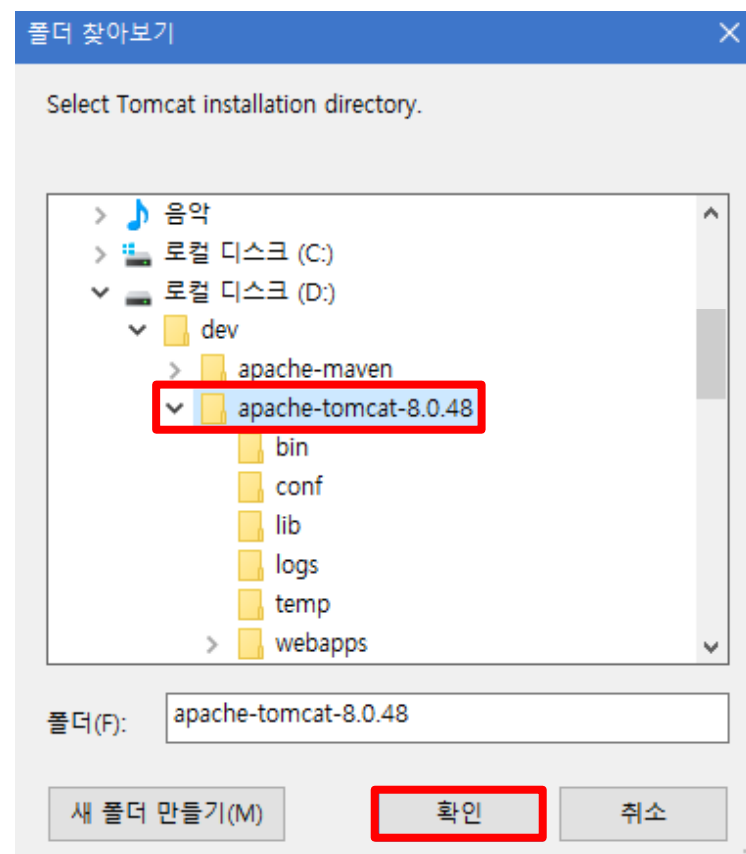 폴더 찾아보기
Select Tomcat installation directory.
음악
로컬 디스크 (C:)
로컬 디스크 (D:)
dev
apache-maven
apache-tomcat-8.0.48
bin
conf
lib
logs
temp
webapps
폴더(F): apache-tomcat-8.0.48
새 폴더 만들기(M) 확인 취소